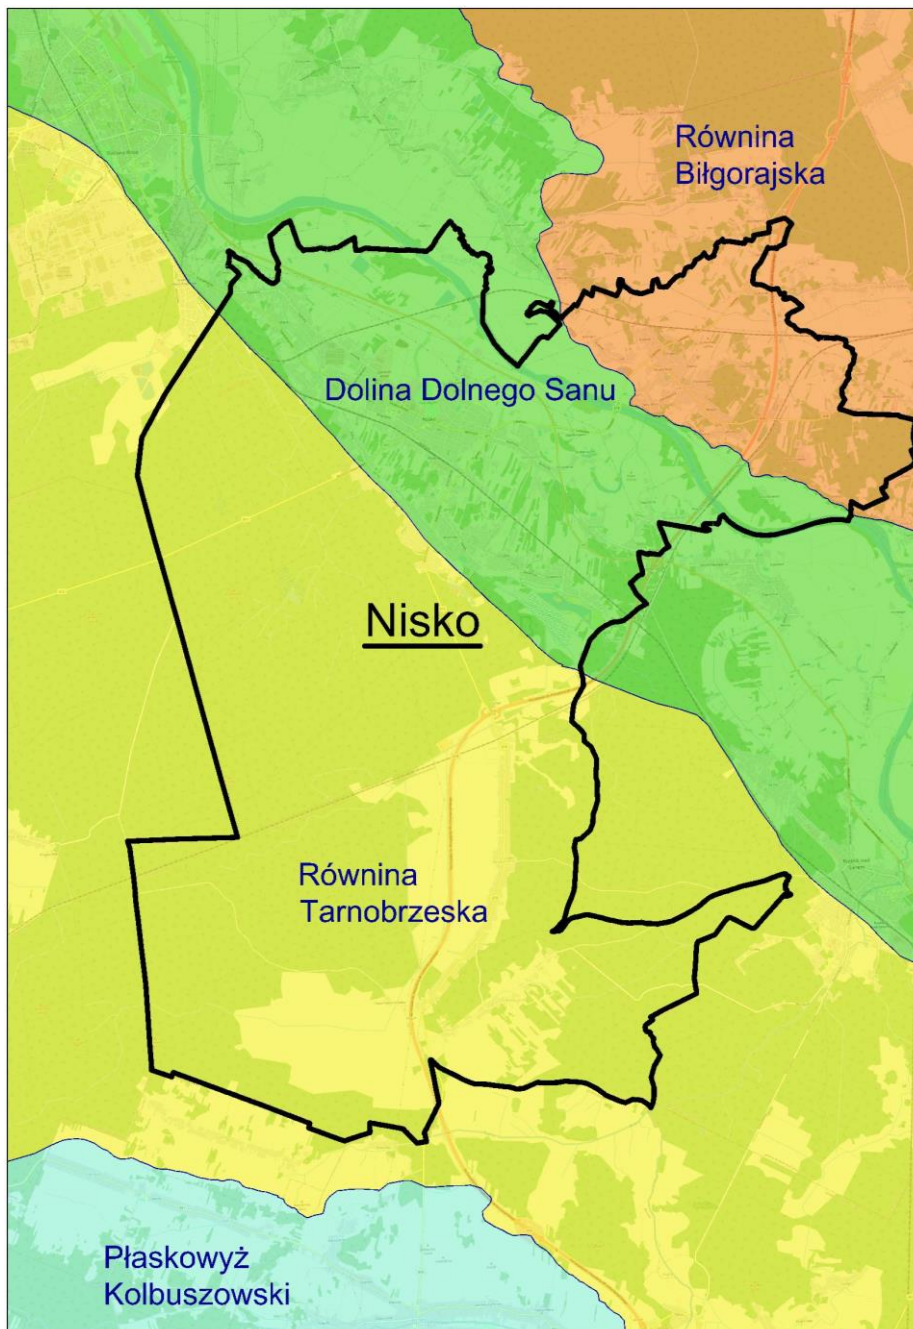 Równina
Biłgorajska
Dolina Dolnego Sanu
Nisko
Równina
Tarnobrzeska
Płaskowyż
Kolbuszowski